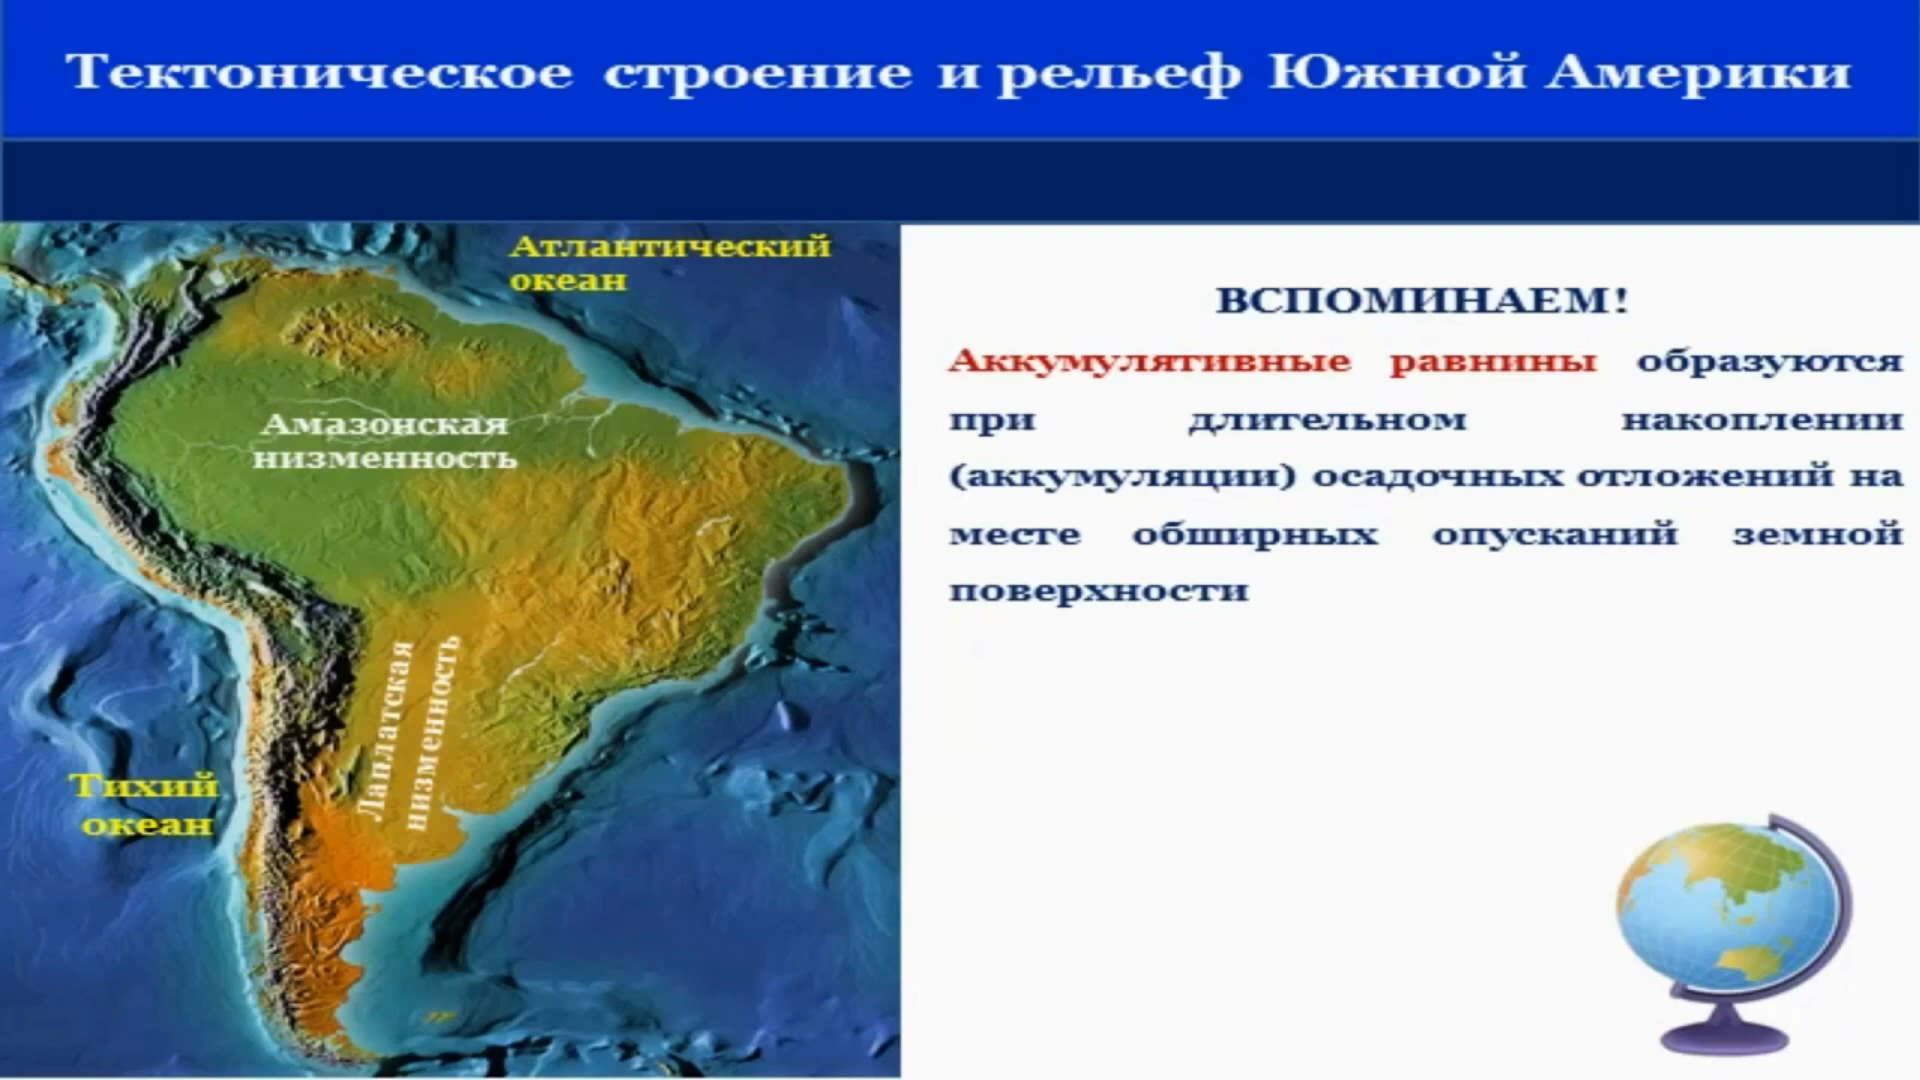 Тектоническое строение и рельеф Южной Америки
Атлантический
океан
Амазонская
низменность
Лаплатская
низменность
Тихий
океан
ВСПОМИНАЕМ!
Аккумулятивные равнины образуются
при длительном накоплении
(аккумуляции) осадочных отложений на
месте обширных опусканий земной
поверхности